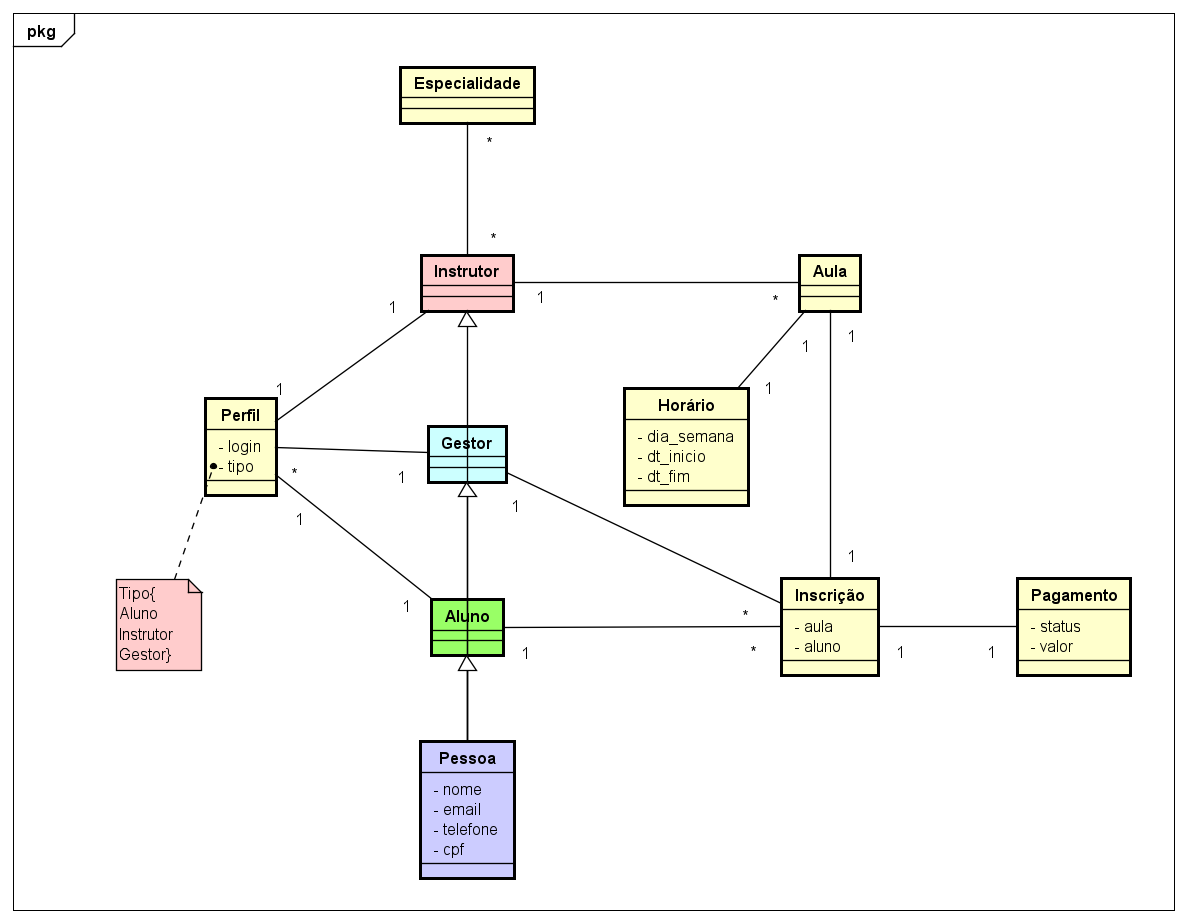 pkg
Especialidade
*
*
Instrutor
1
*
Aula
1
1
1
1
Perfil
- login
- tipo
1
*
1
Gestor
1
1
Horário
- dia_semana
- dt_inicio
- dt_fim
1
Tipo{
Aluno
Instrutor
Gestor}
1
Aluno
1
*
*
Inscrição
- aula
- aluno
1
1
Pagamento
- status
- valor
Pessoa
- nome
- email
- telefone
- cpf